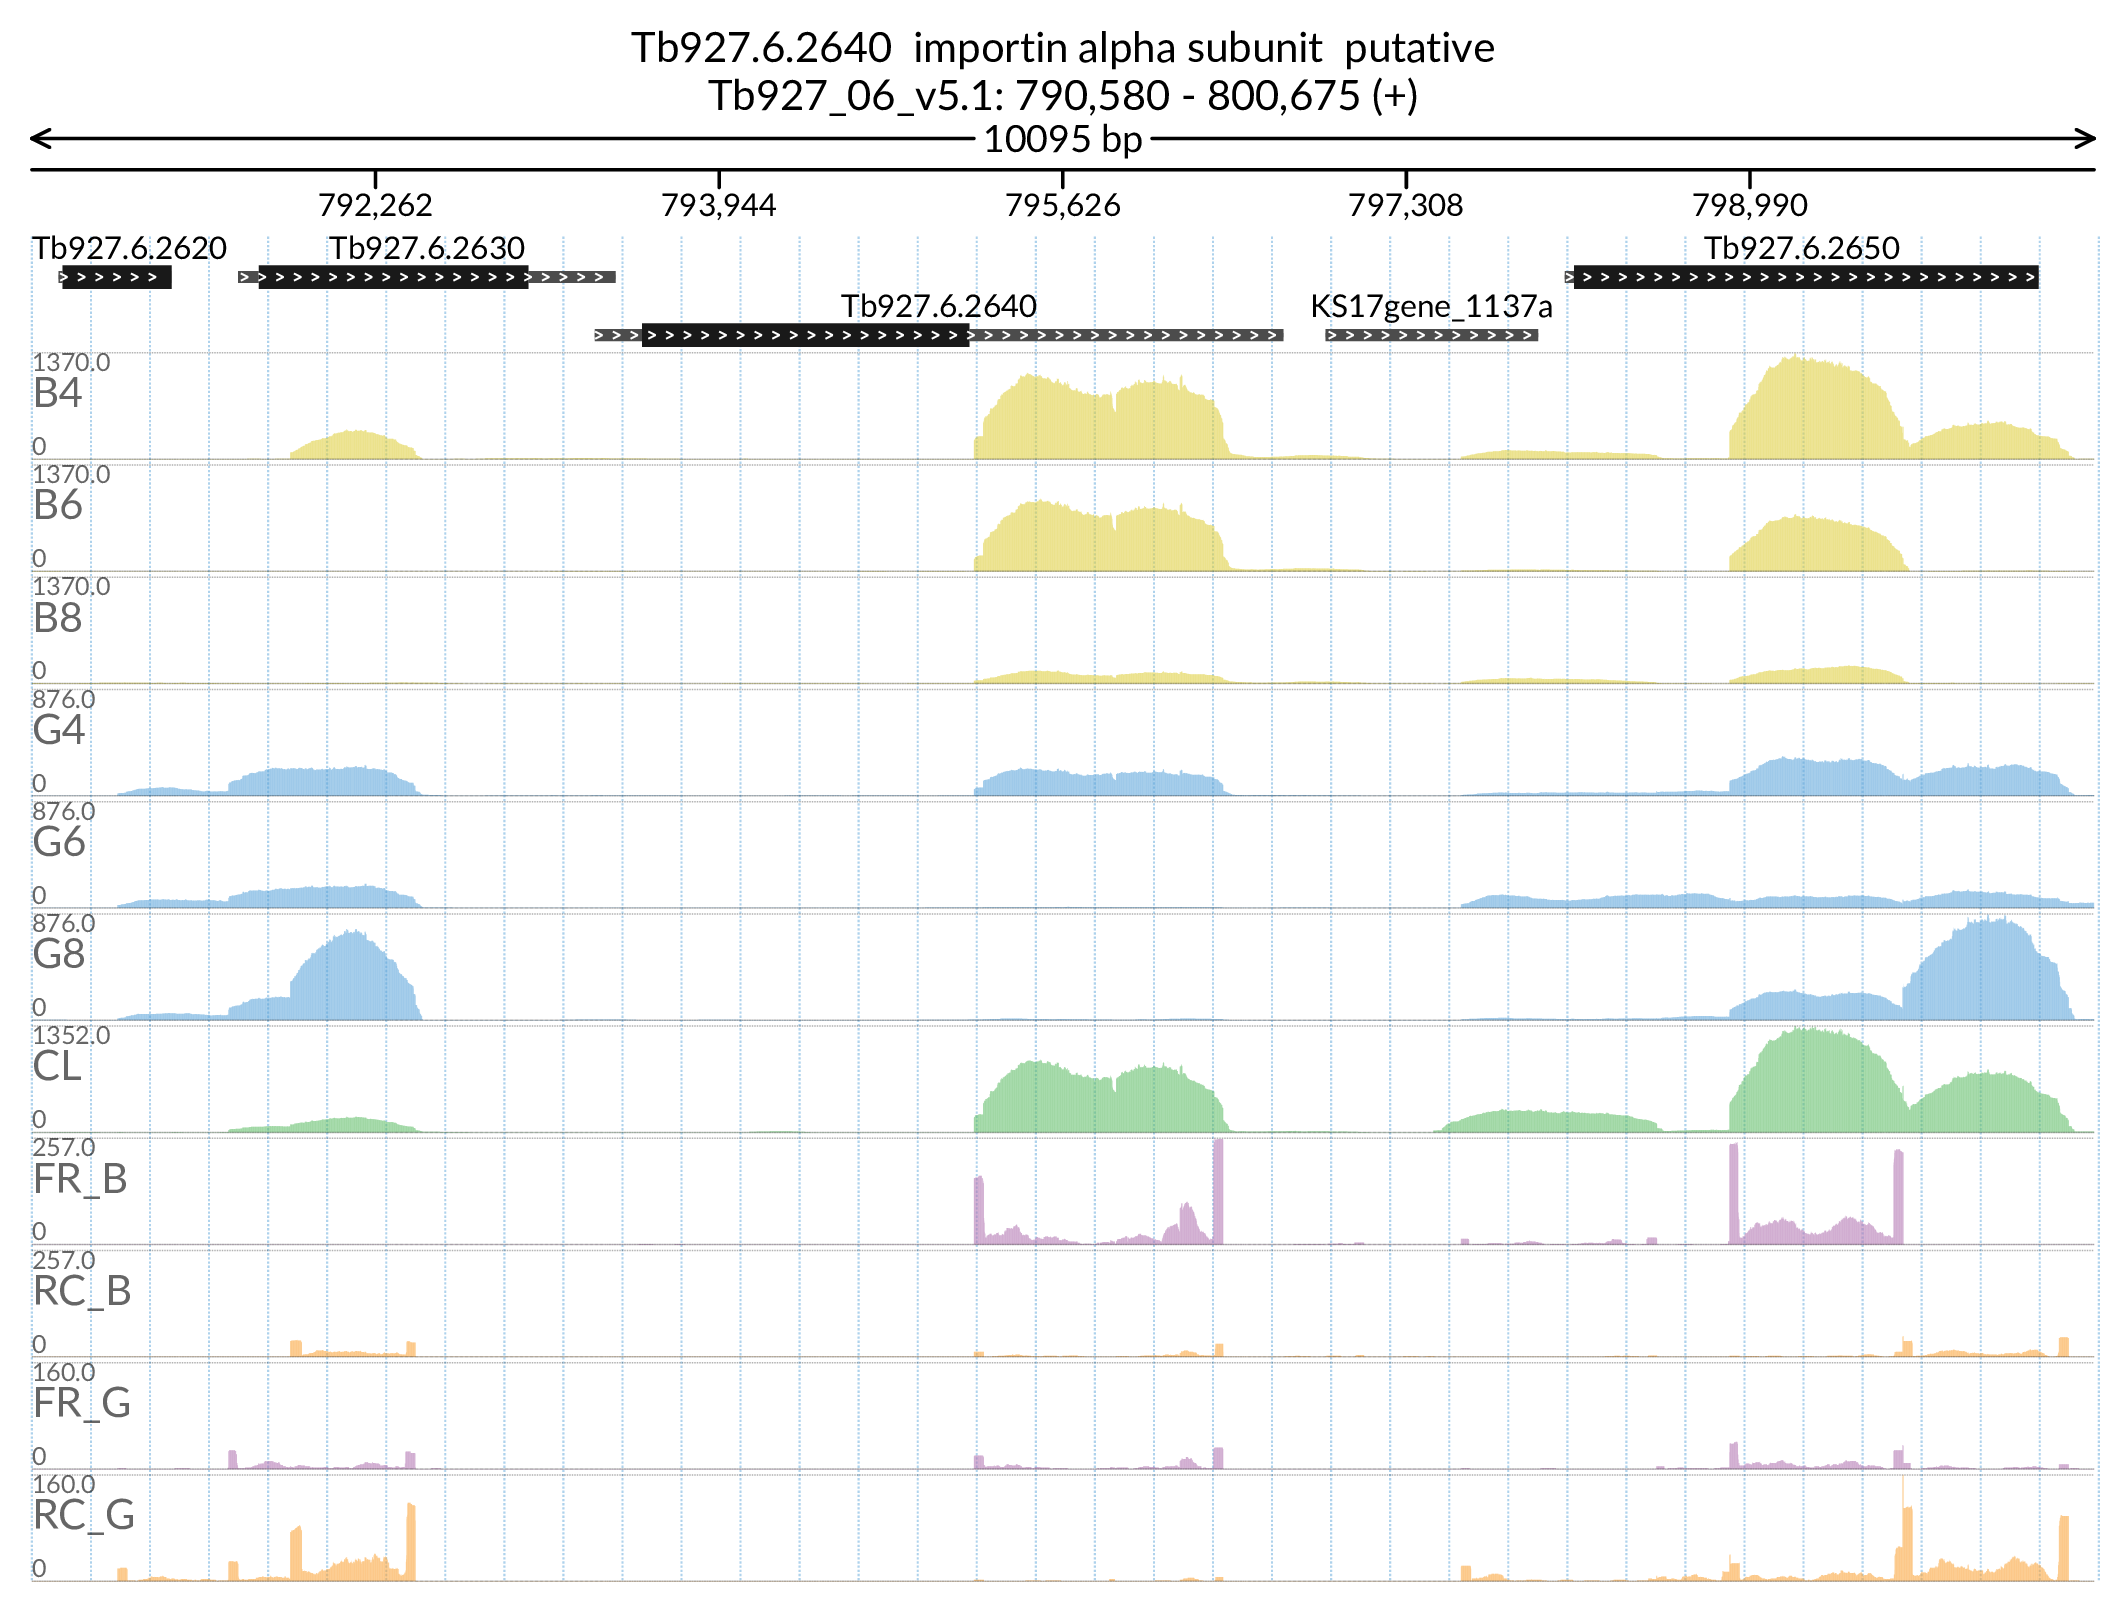 Tb927.6.2640  importin alpha subunit  putative
Tb927_06_v5.1: 790,580 - 800,675 (+)
10095 bp
792,262 793,944 795,626 797,308 798,990
Tb927.6.2620 Tb927.6.2630 Tb927.6.2650
Tb927.6.2640 KS17gene_1137a
1370.0
B4
0
1370.0
B6
0
1370.0
B8
0
876.0
G4
0
876.0
G6
0
876.0
G8
0
1352.0
CL
0
257.0
FR_B
0
257.0
RC_B
0
160.0
FR_G
0
160.0
RC_G
0